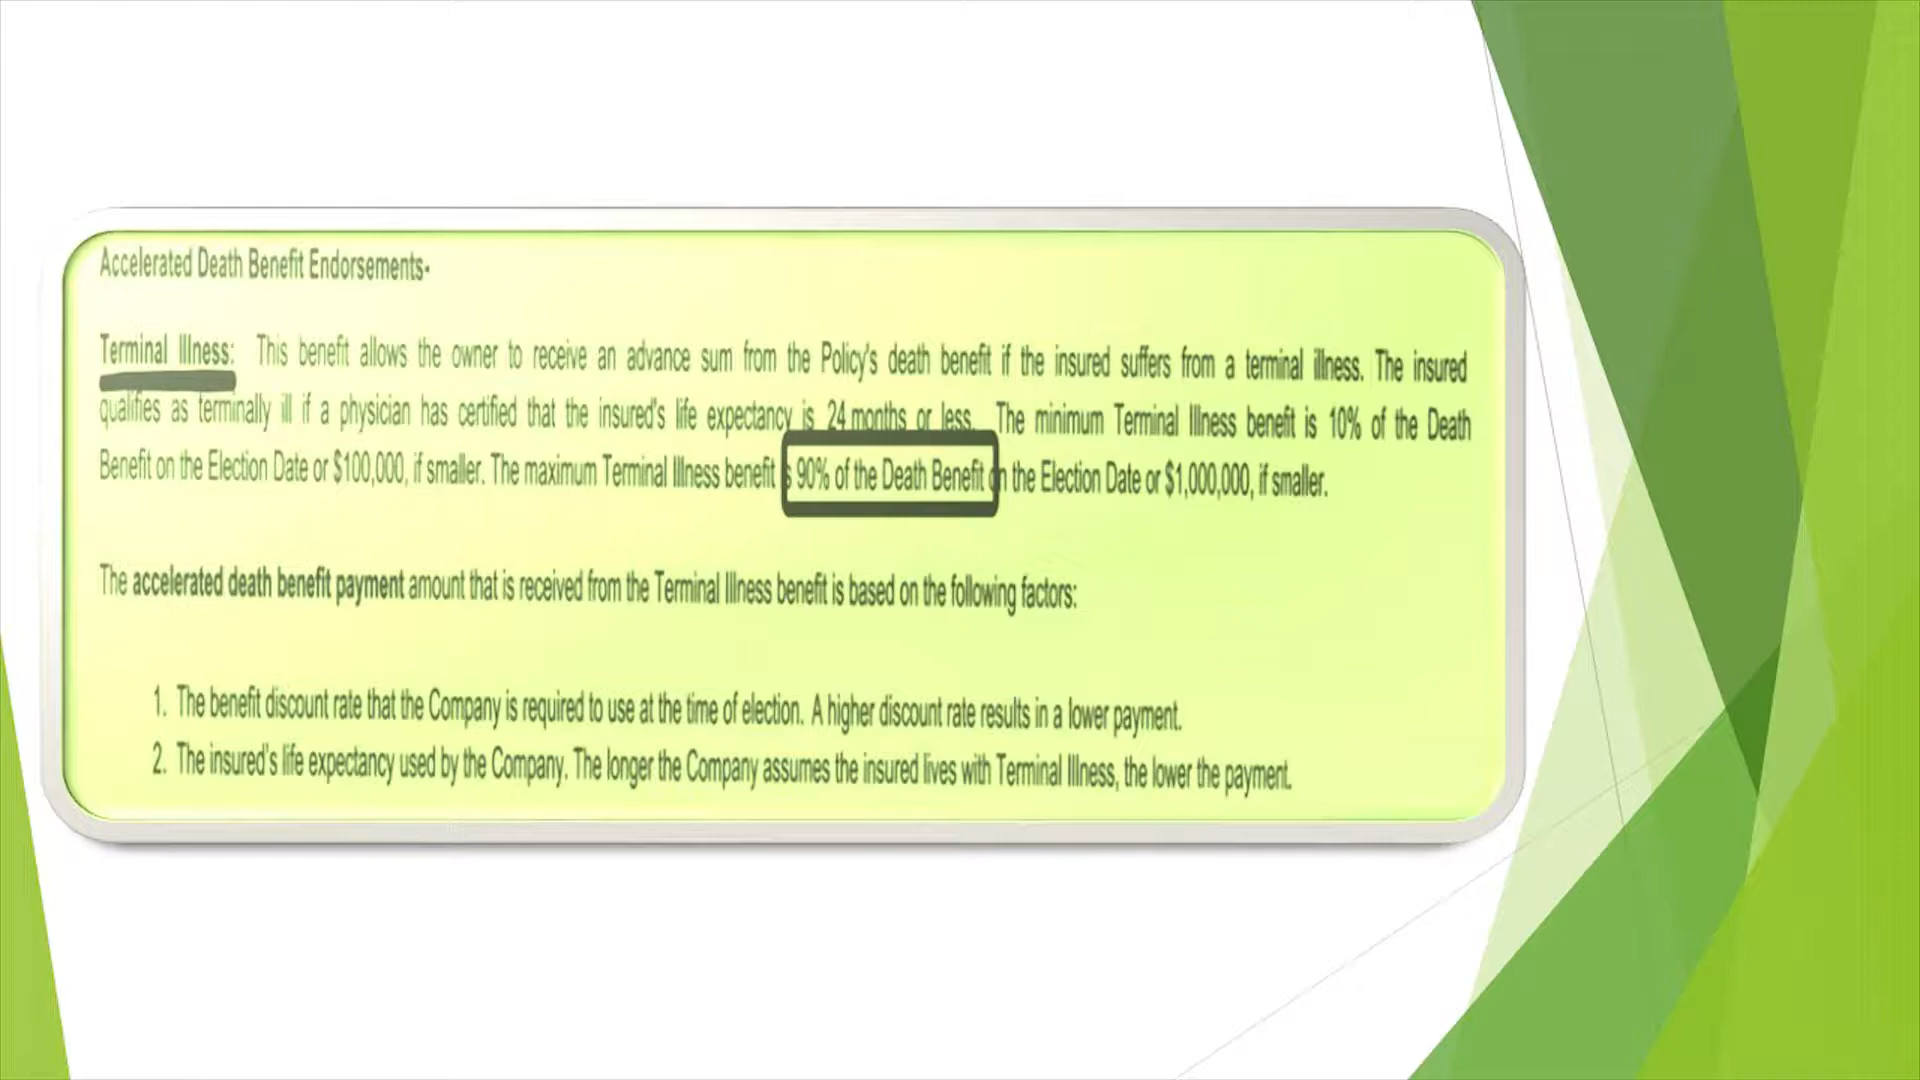 Accelerated Death Benefit Endorsements-
Terminal Illness: This benefit allows the owner to receive an advance sum from the Policy's death benefit if the insured suffers from a terminal illness. The insured
qualifies as terminally ill if a physician has certified that the insured's life expectancy is 24 months or less. The minimum Terminal Illness benefit is 10% of the Death
Benefit on the Election Date or $100,000, if smaller. The maximum Terminal Illness benefit is 90% of the Death Benefit on the Election Date or $1,000,000, if smaller.
The accelerated death benefit payment amount that is received from the Terminal Illness benefit is based on the following factors:
1. The benefit discount rate that the Company is required to use at the time of election. A higher discount rate results in a lower payment.
2. The insured's life expectancy used by the Company. The longer the Company assumes the insured lives with Terminal Illness, the lower the payment.